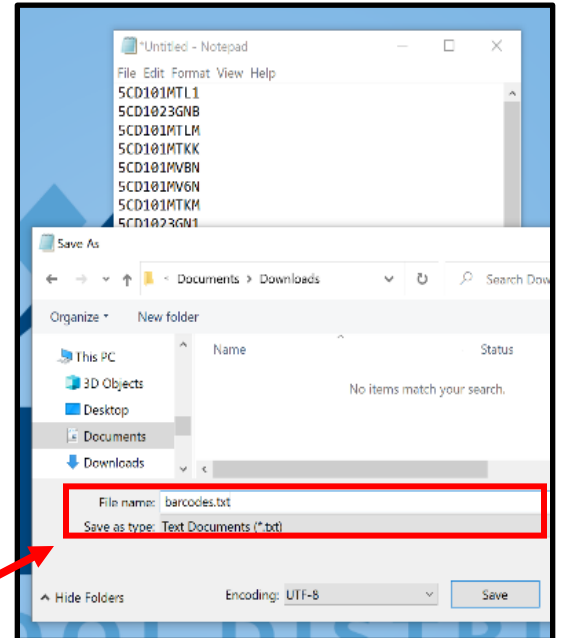 *Untitled - Notepad
File Edit Format View Help
5CD101MTL1
5CD1023GNB
5CD101MTLM
5CD101MTKK
5CD101MVBN
5CD101MV6N
5CD101MTKM
5CD1023GN1
Save As
Documents > Downloads
Search Dow
Organize New folder
Name Status
This PC
3D Objects
No items match your search.
Desktop
Documents
Downloads
File name: barcodes.txt
Save as type: Text Documents (*.txt)
Hide Folders Encoding: UTF-8 Save